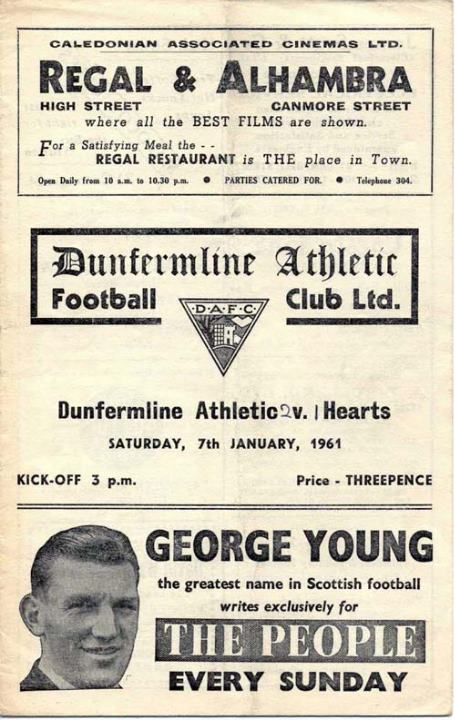 CALEDONIAN ASSOCIATED CINEMAS LTD.
REGAL & ALHAMBRA
HIGH STREET CANMORE STREET
where all the BEST FILMS are shown.
For a Satisfying Meal the - -
REGAL RESTAURANT is THE place in Town.
Open Daily from 10 a.m. to 10.30 p.m. ● PARTIES CATERED FOR. ● Telephone 304.
Dunfermline Athletic
Football Club Ltd.
D·A·F·C
Dunfermline Athletic 2 v. 1 Hearts
SATURDAY, 7th JANUARY, 1961
KICK-OFF 3 p.m. Price - THREEPENCE
GEORGE YOUNG
the greatest name in Scottish football
writes exclusively for
THE PEOPLE
EVERY SUNDAY